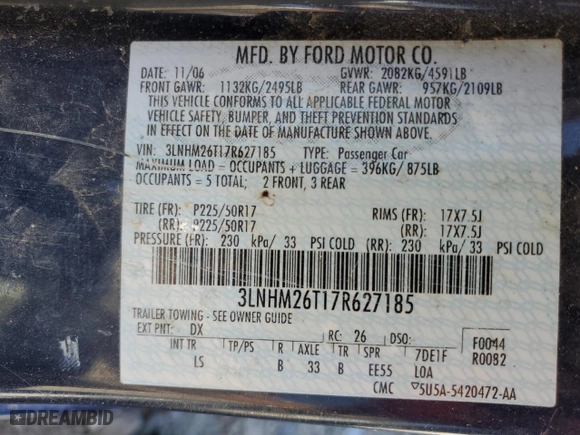 MFD. BY FORD MOTOR CO.
DATE: 11/06 GVWR: 2082KG/4591LB
FRONT GAWR: 1132KG/2495LB REAR GAWR: 957KG/2109LB
THIS VEHICLE CONFORMS TO ALL APPLICABLE FEDERAL MOTOR
VEHICLE SAFETY, BUMPER, AND THEFT PREVENTION STANDARDS
IN EFFECT ON THE DATE OF MANUFACTURE SHOWN ABOVE.
VIN: 3LNHM26T17R627185 TYPE: Passenger Car
MAXIMUM LOAD = OCCUPANTS + LUGGAGE = 396KG/ 875LB
OCCUPANTS = 5 TOTAL; 2 FRONT, 3 REAR
TIRE (FR): P225/50R17 RIMS (FR): 17X7.5J
(RR): P225/50R17 (RR): 17X7.5J
PRESSURE (FR): 230 kPa/ 33 PSI COLD (RR): 230 kPa/ 33 PSI COLD
3LNHM26T17R627185
TRAILER TOWING - SEE OWNER GUIDE
EXT PNT: DX RC: 26 DSO: F0044
INT TR TP/PS R AXLE TR SPR 7DE1F R0082
L5 B 33 B EE55 LOA
CMC ▽5U5A-5420472-AA
DREAMBID